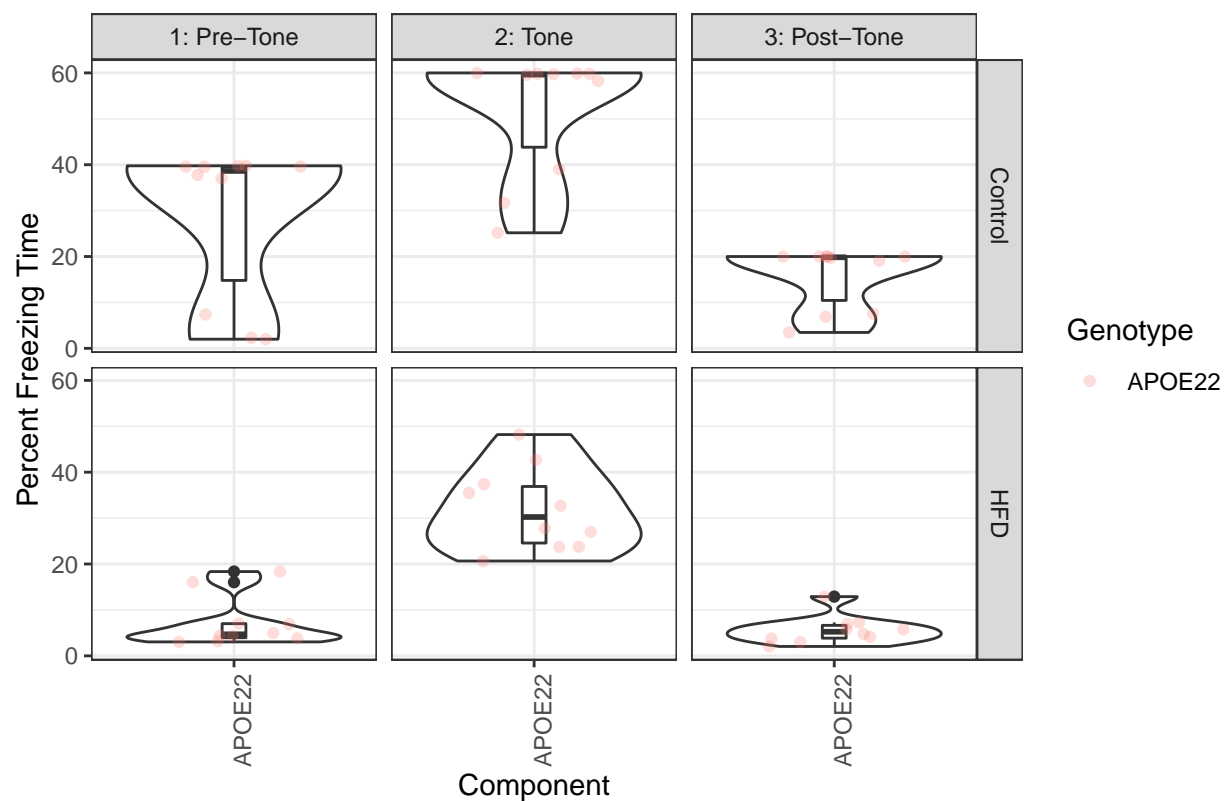 1: Pre−Tone
2: Tone
3: Post−Tone
Percent Freezing Time
60
40
20
0
Control
60
40
20
0
HFD
APOE22
APOE22
APOE22
Component
Genotype
APOE22